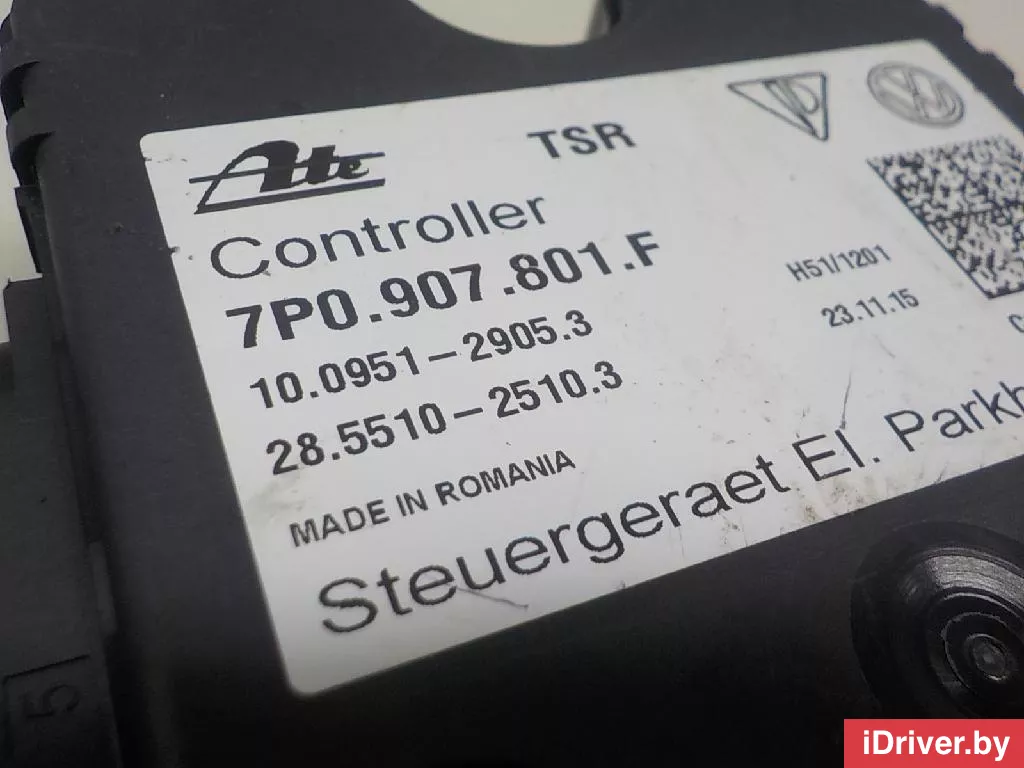 Ate
TSR
Controller
7P0.907.801.F
10.0951-2905.3
28.5510-2510.3
H51/1201
23.11.15
MADE IN ROMANIA
Steuergeraet El. Parkb
5
iDriver.by